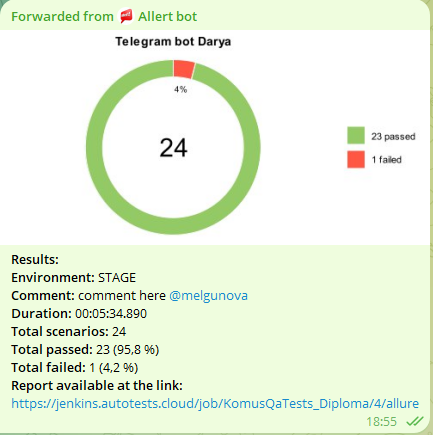 Forwarded from Allert bot
Telegram bot Darya
4%
24
23 passed
1 failed
Results:
Environment: STAGE
Comment: comment here @melgunova
Duration: 00:05:34.890
Total scenarios: 24
Total passed: 23 (95,8 %)
Total failed: 1 (4,2 %)
Report available at the link:
https://jenkins.autotests.cloud/job/KomusQaTests_Diploma/4/allure
18:55